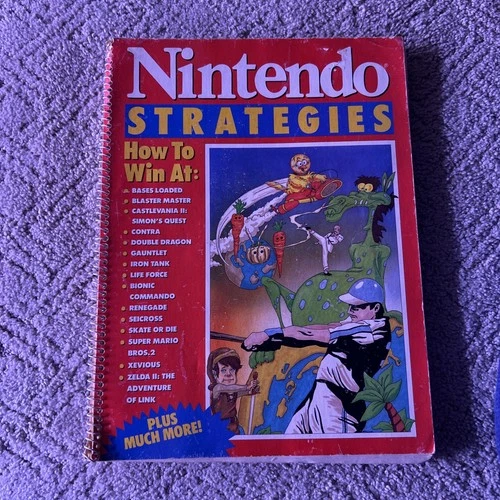 Nintendo
STRATEGIES
How To
Win At:
• BASES LOADED
• BLASTER MASTER
• CASTLEVANIA II:
SIMON'S QUEST
• CONTRA
• DOUBLE DRAGON
• GAUNTLET
• IRON TANK
• LIFE FORCE
• BIONIC
COMMANDO
• RENEGADE
• SEICROSS
• SKATE OR DIE
• SUPER MARIO
BROS.2
• XEVIOUS
• ZELDA II: THE
ADVENTURE
OF LINK
PLUS
MUCH MORE!